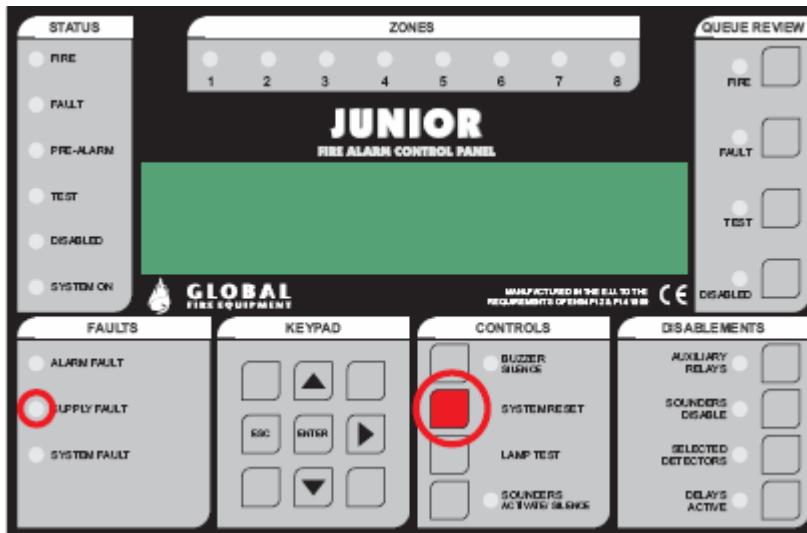 STATUS
FIRE
FAULT
PRE-ALARM
TEST
DISABLED
SYSTEM ON
ZONES
1 2 3 4 5 6 7 8
JUNIOR
FIRE ALARM CONTROL PANEL
GLOBAL
FIRE EQUIPMENT
MANUFACTURED IN THE E.U. TO THE
REQUIREMENTS OF
CE
QUEUE REVIEW
FIRE
FAULT
TEST
DISABLED
FAULTS
ALARM FAULT
SUPPLY FAULT
SYSTEM FAULT
KEYPAD
ESC ENTER
CONTROLS
BUZZER
SILENCE
SYSTEM RESET
LAMP TEST
SOUNDERS
ACTIVATE/ SILENCE
DISABLEMENTS
AUXILIARY
RELAYS
SOUNDERS
DISABLE
SELECTED
DETECTORS
DELAYS
ACTIVE